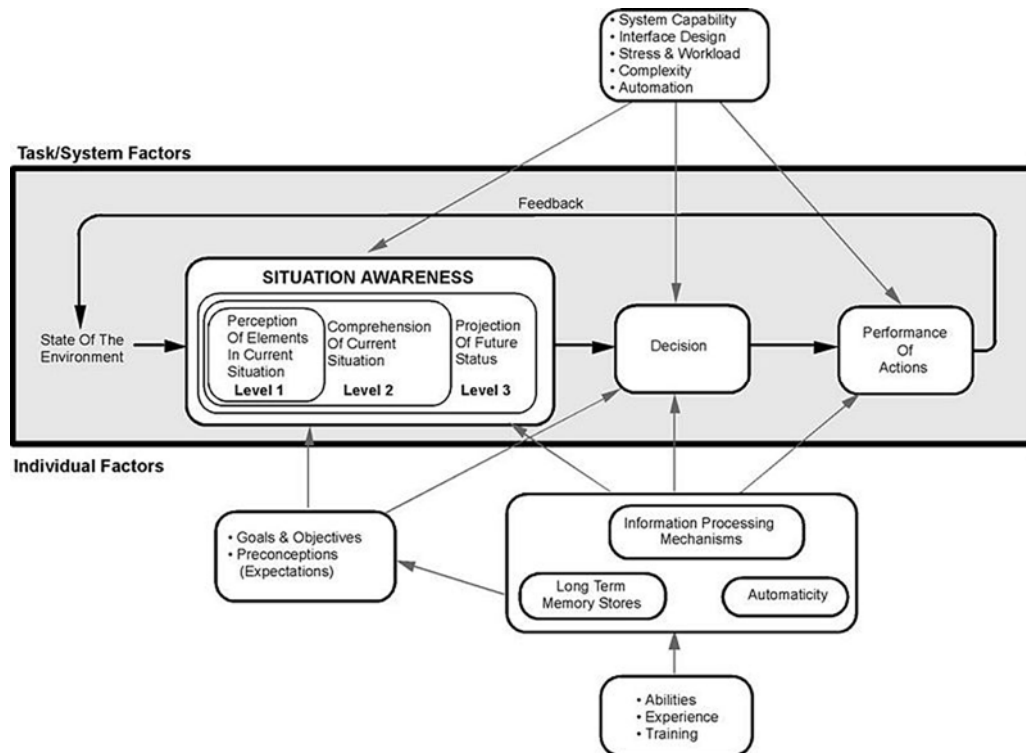 • System Capability
• Interface Design
• Stress & Workload
• Complexity
• Automation
Task/System Factors
Feedback
SITUATION AWARENESS
State Of The
Environment
Perception
Of Elements
In Current
Situation
Level 1
Comprehension
Of Current
Situation
Level 2
Projection
Of Future
Status
Level 3
Decision
Performance
Of
Actions
Individual Factors
• Goals & Objectives
• Preconceptions
(Expectations)
Information Processing
Mechanisms
Long Term
Memory Stores
Automaticity
• Abilities
• Experience
• Training